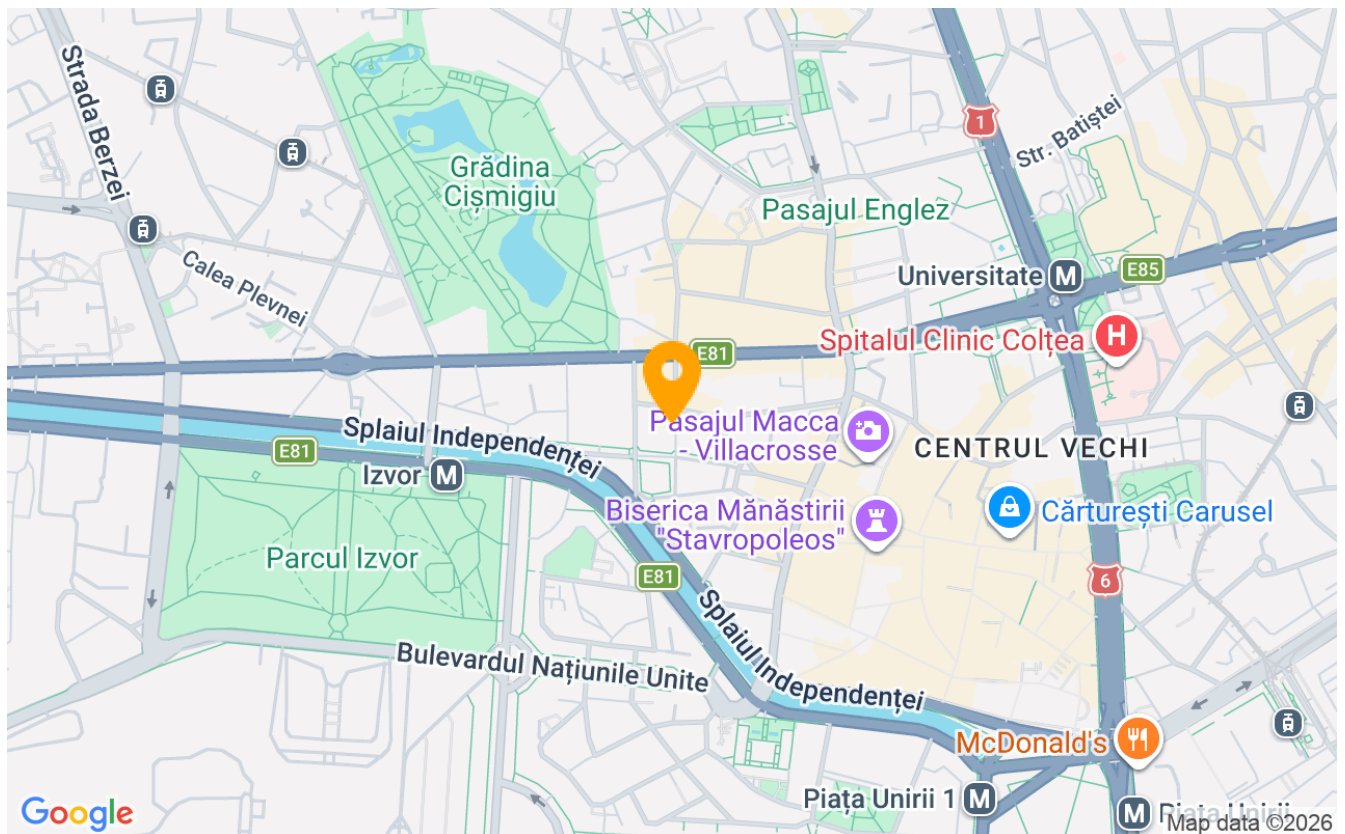 Strada Berzei
1
Str. Batiștei
Grădina
Cișmigiu
Pasajul Englez
Calea Plevnei
Universitate M
E85
Spitalul Clinic Colțea H
E81
Splaiul Independenței
Pasajul Macca
- Villacrosse
CENTRUL VECHI
E81
Izvor M
Biserica Mănăstirii
"Stavropoleos"
Cărturești Carusel
Parcul Izvor
E81
6
Splaiul Independenței
Bulevardul Națiunile Unite
McDonald's
Piața Unirii 1 M
M Piața Unirii
Google
Map data ©2026